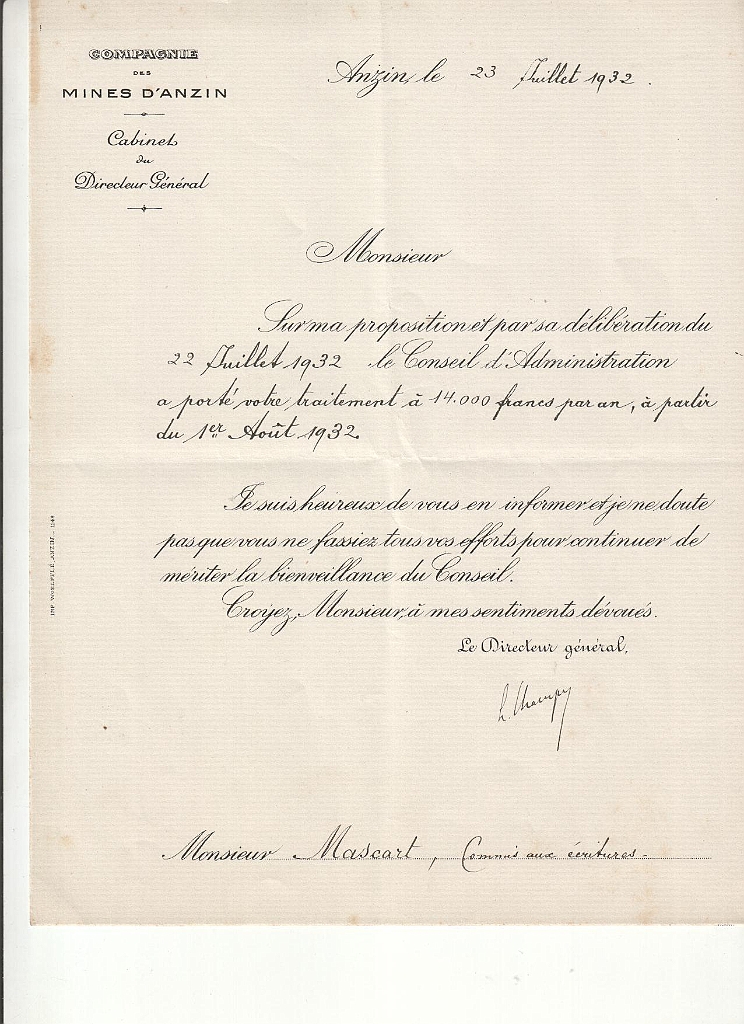 COMPAGNIE
DES
MINES D'ANZIN
Cabinet
du
Directeur Général
Anzin, le 23 Juillet 1932.
Monsieur
Sur ma proposition et par sa délibération du
22 Juillet 1932 le Conseil d'Administration
a porté votre traitement à 14.000 francs par an, à partir
du 1er Août 1932
Je suis heureux de vous en informer et je ne doute
pas que vous ne fassiez tous vos efforts pour continuer de
mériter la bienveillance du Conseil.
Croyez, Monsieur, à mes sentiments dévoués.
Le Directeur général,
L. Champy
Monsieur Mascart, Commis aux écritures.